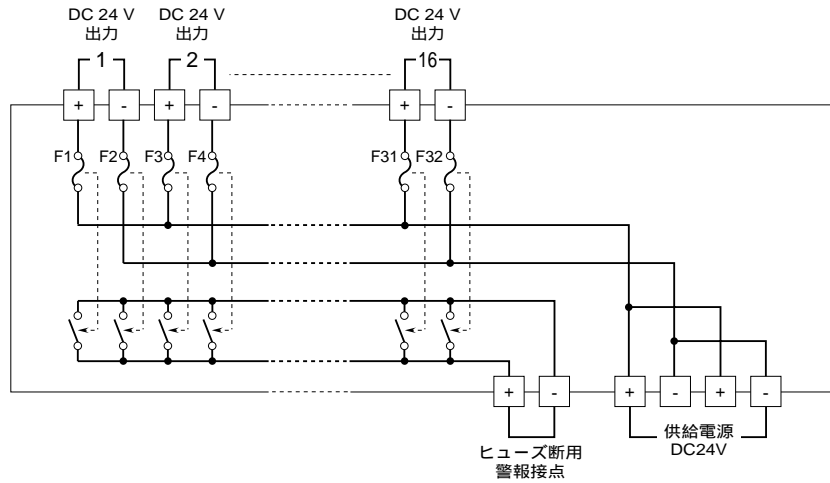 DC 24 V DC 24 V DC 24 V
出力 出力 出力
1 2 16
+ - + - + -
F1 F2 F3 F4 F31 F32
+ - + - + -
ヒューズ断用
警報接点
供給電源
DC24V